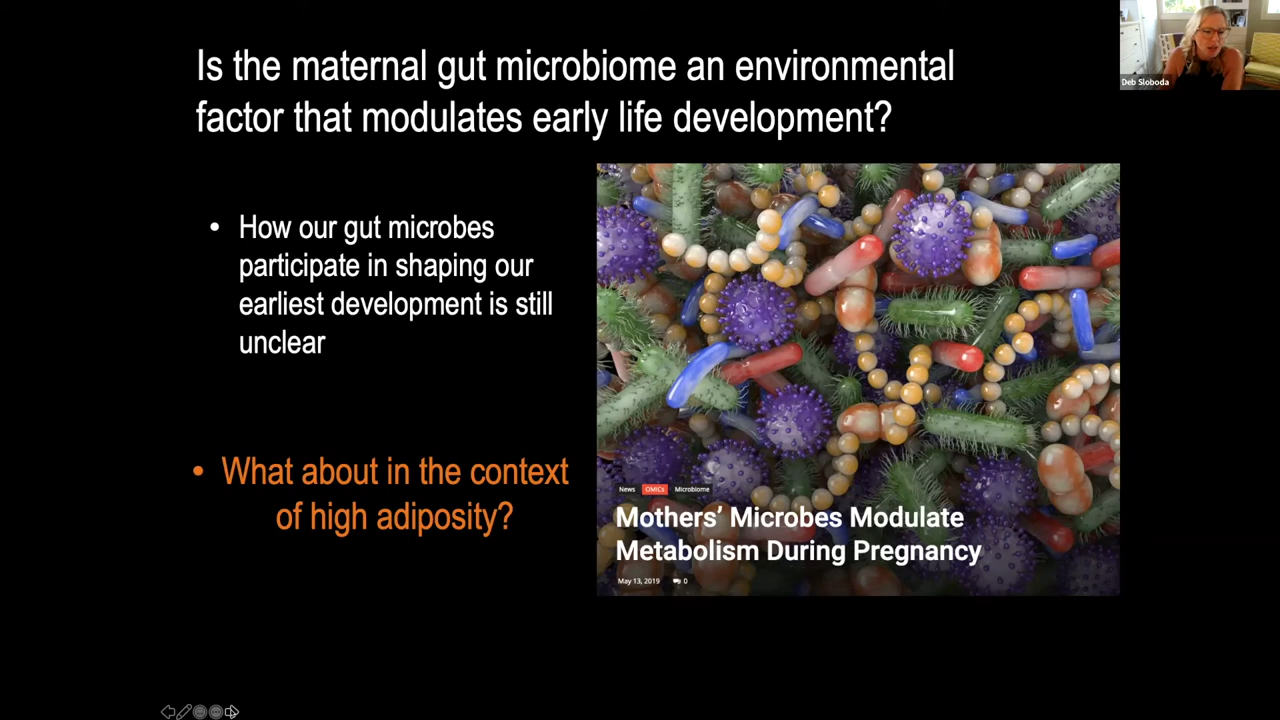 Is the maternal gut microbiome an environmental
factor that modulates early life development?
Deb Sloboda
• How our gut microbes
participate in shaping our
earliest development is still
unclear
• What about in the context
of high adiposity?
News OMICs Microbiome
Mothers’ Microbes Modulate
Metabolism During Pregnancy
May 13, 2019 0